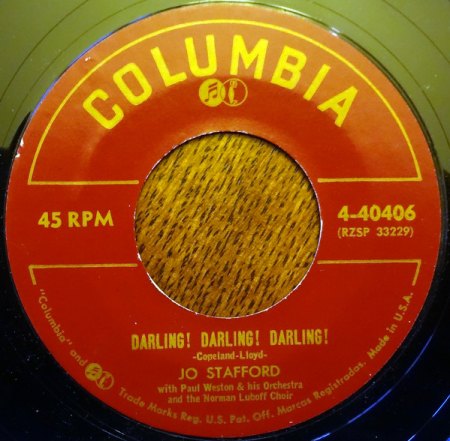 COLUMBIA
45 RPM
4-40406
(RZSP 33229)
DARLING! DARLING! DARLING!
-Copeland-Lloyd-
JO STAFFORD
with Paul Weston & his Orchestra
and the Norman Luboff Choir
"Columbia" and Trade Marks Reg. U.S. Pat. Off. Marcas Registradas. Made in U.S.A.